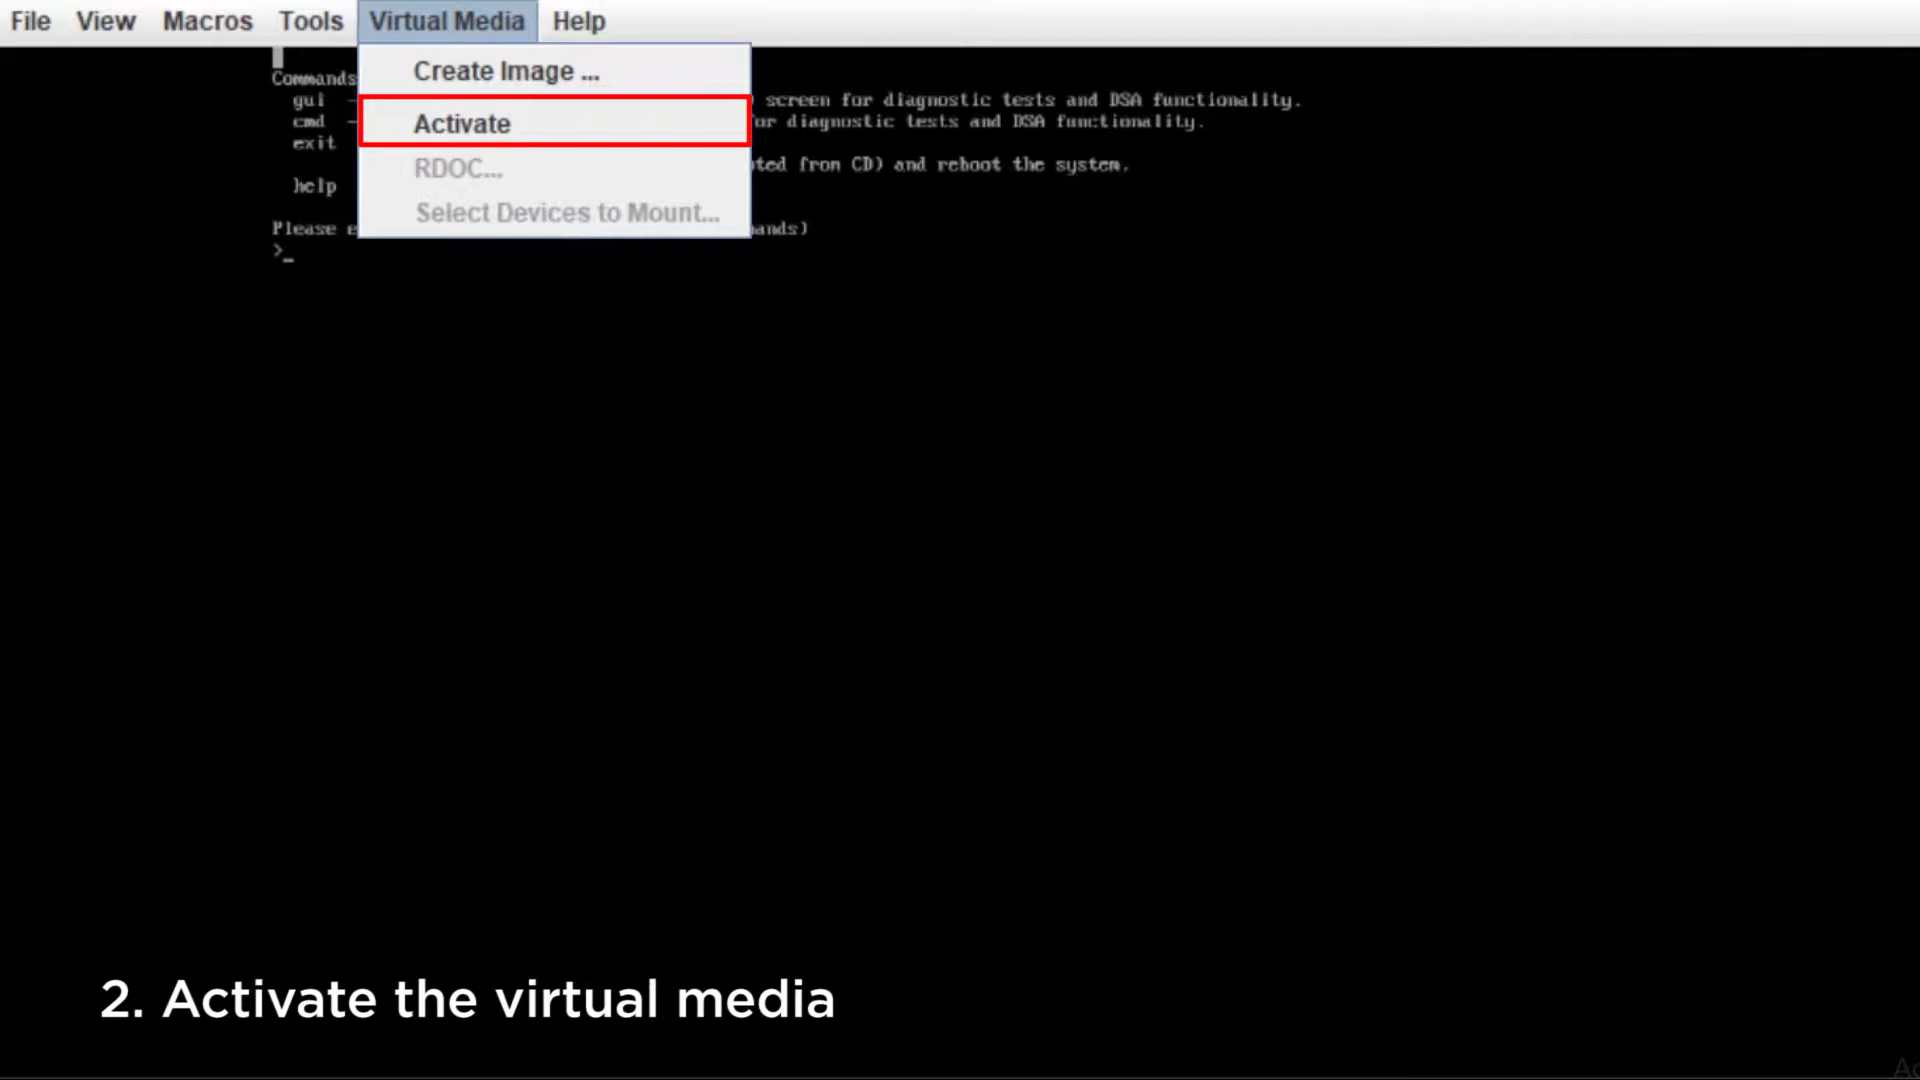 File View Macros Tools Virtual Media Help
Create Image ...
Activate
RDOC...
Select Devices to Mount...
Commands
gui - screen for diagnostic tests and DSA functionality.
cmd - or diagnostic tests and DSA functionality.
exit
ted from CD) and reboot the system.
help
Please e ands)
>_
2. Activate the virtual media